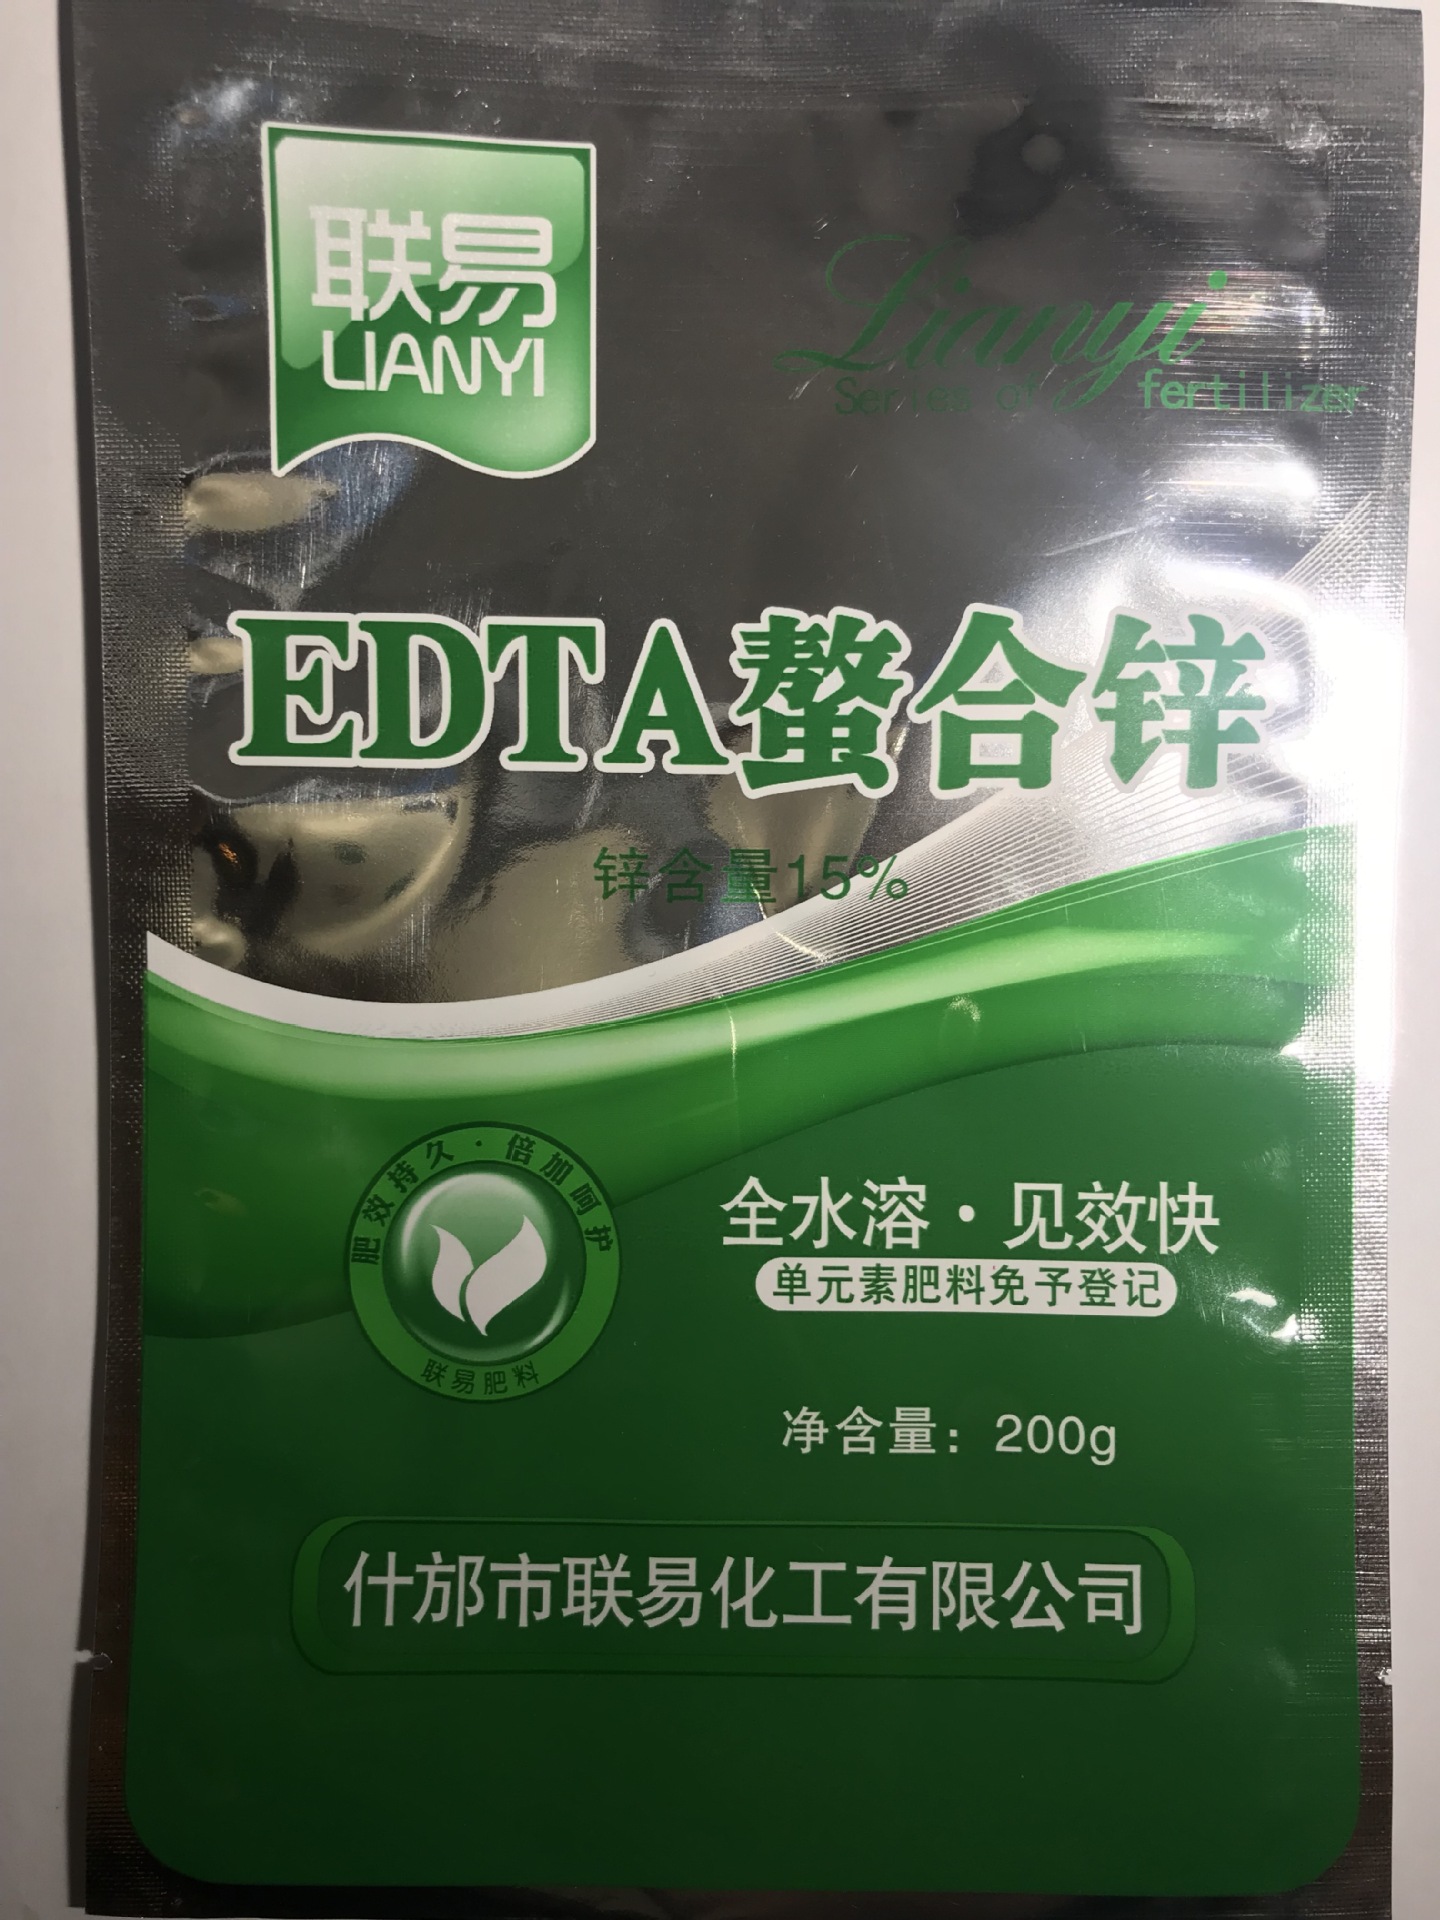 联易
LIANYI
Lianyi
Series of fertilizer
EDTA螯合锌
锌含量15%
肥效持久·倍加呵护
联易肥料
全水溶·见效快
单元素肥料免予登记
净含量：200g
什邡市联易化工有限公司